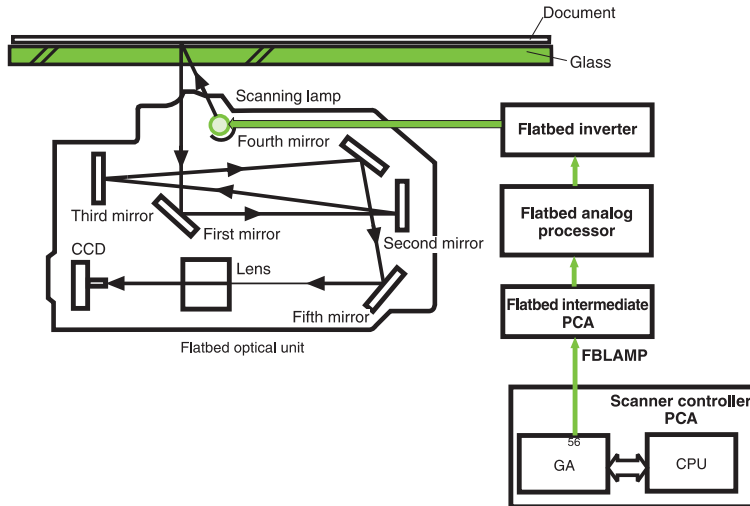 Document
Glass
Scanning lamp
Fourth mirror
Flatbed inverter
Third mirror
First mirror
Second mirror
Flatbed analog
processor
CCD
Lens
Fifth mirror
Flatbed intermediate
PCA
Flatbed optical unit
FBLAMP
Scanner controller
PCA
56
GA
CPU